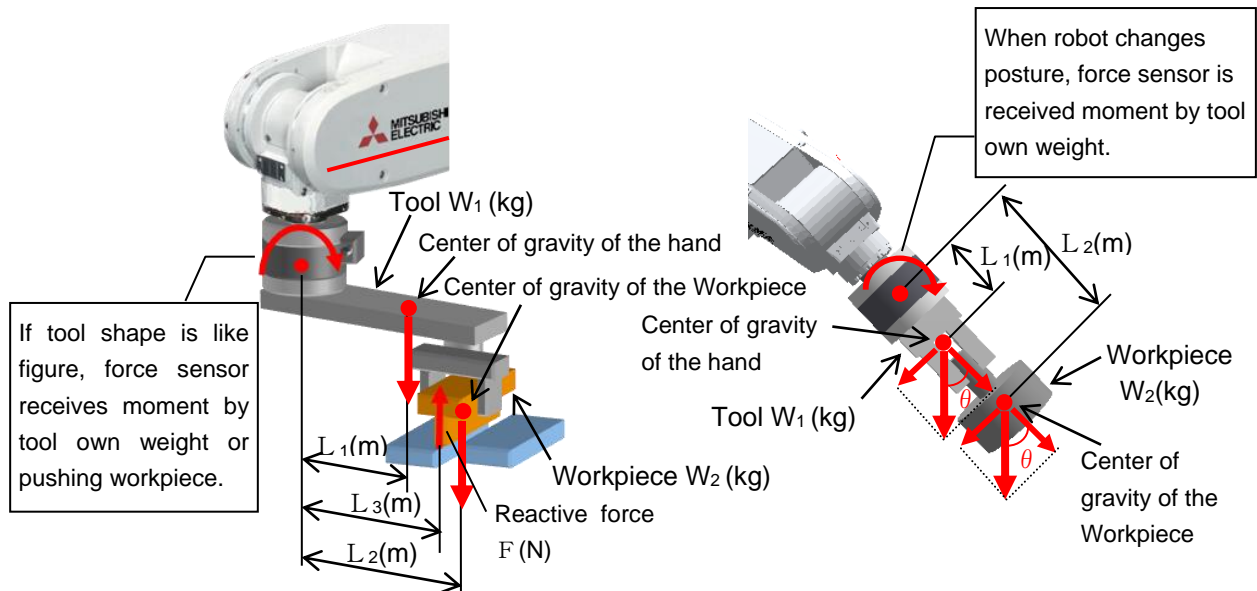 MITSUBISHI
ELECTRIC
Tool W1 (kg)
Center of gravity of the hand
Center of gravity of the Workpiece
If tool shape is like
figure, force sensor
receives moment by
tool own weight or
pushing workpiece.
L1(m)
L3(m)
L2(m)
Workpiece W2 (kg)
Reactive force
F(N)
When robot changes
posture, force sensor is
received moment by tool
own weight.
L1(m)
L2(m)
Center of gravity
of the hand
Tool W1 (kg)
θ
θ
Workpiece
W2(kg)
Center of
gravity of the
Workpiece